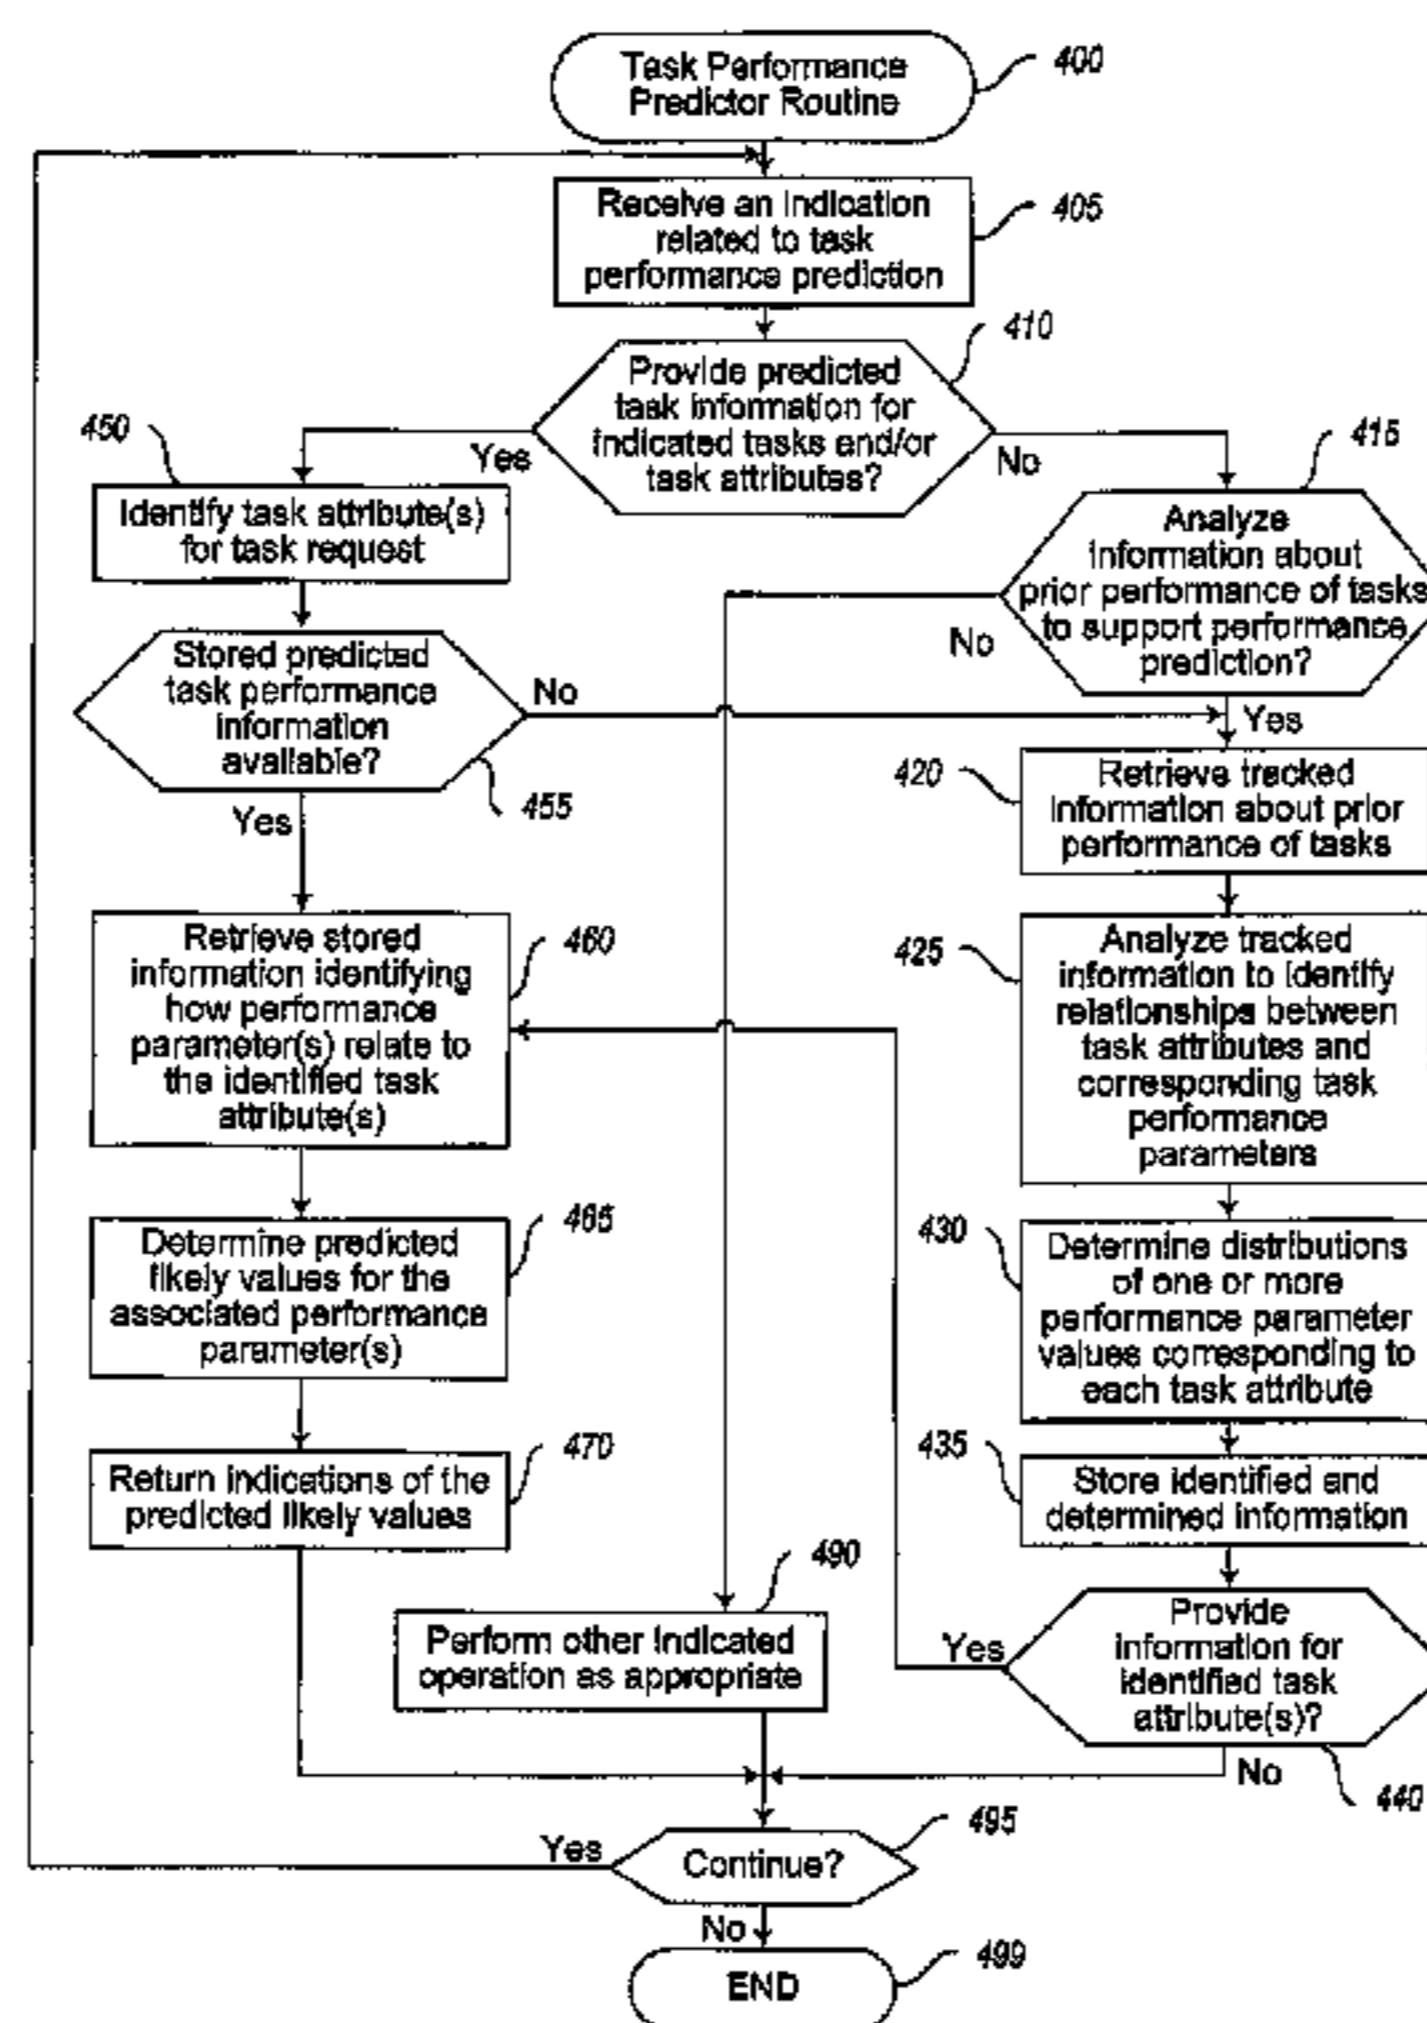 Task Performance
Predictor Routine
400
Receive an indication
related to task
performance prediction
405
Provide predicted
task information for
indicated tasks and/or
task attributes?
410
Yes
No
450
Identify task attribute(s)
for task request
415
Analyze
information about
prior performance of tasks
to support performance
prediction?
No
Yes
Stored predicted
task performance
information
available?
No
455
Yes
420
Retrieve tracked
information about prior
performance of tasks
Retrieve stored
information identifying
how performance
parameter(s) relate to
the identified task
attribute(s)
460
425
Analyze tracked
information to identify
relationships between
task attributes and
corresponding task
performance
parameters
Determine predicted
likely values for the
associated performance
parameter(s)
465
430
Determine distributions
of one or more
performance parameter
values corresponding to
each task attribute
Return indications of the
predicted likely values
470
435
Store identified and
determined information
490
Perform other indicated
operation as appropriate
Yes
Provide
information for
identified task
attribute(s)?
No
440
Yes
Continue?
495
No
END
499